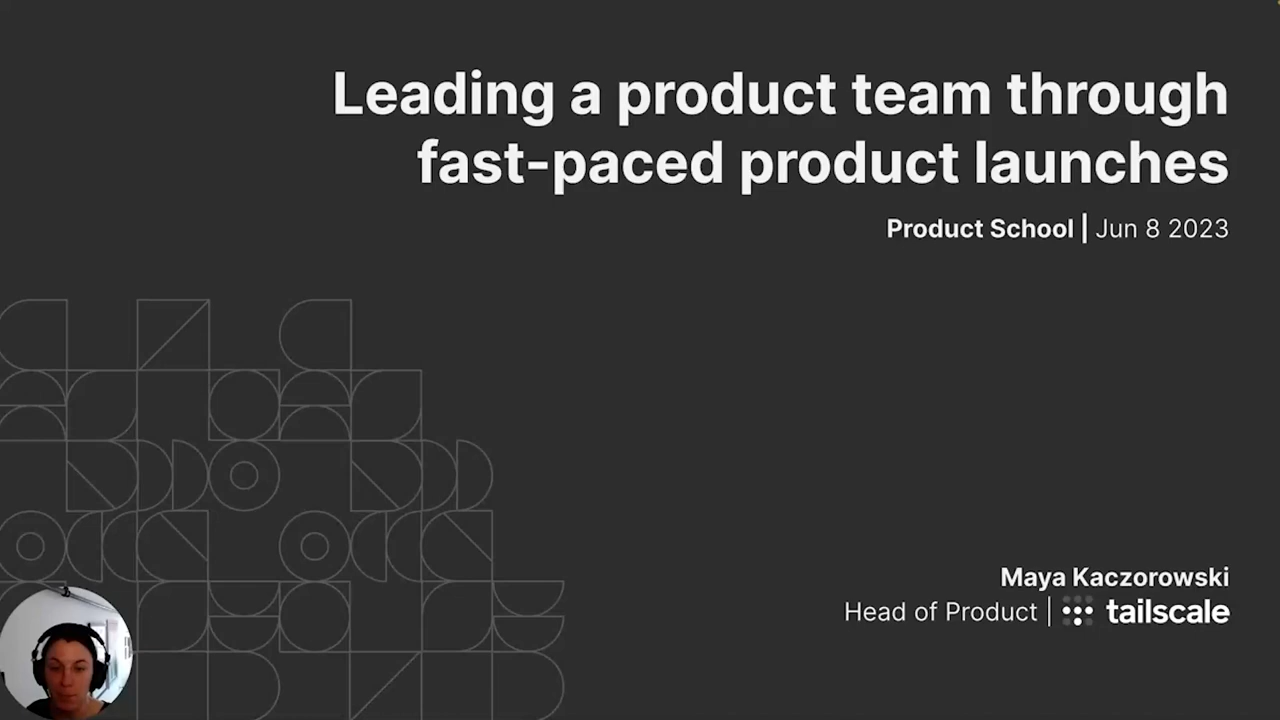 Leading a product team through
fast-paced product launches
Product School | Jun 8 2023
Maya Kaczorowski
Head of Product | tailscale